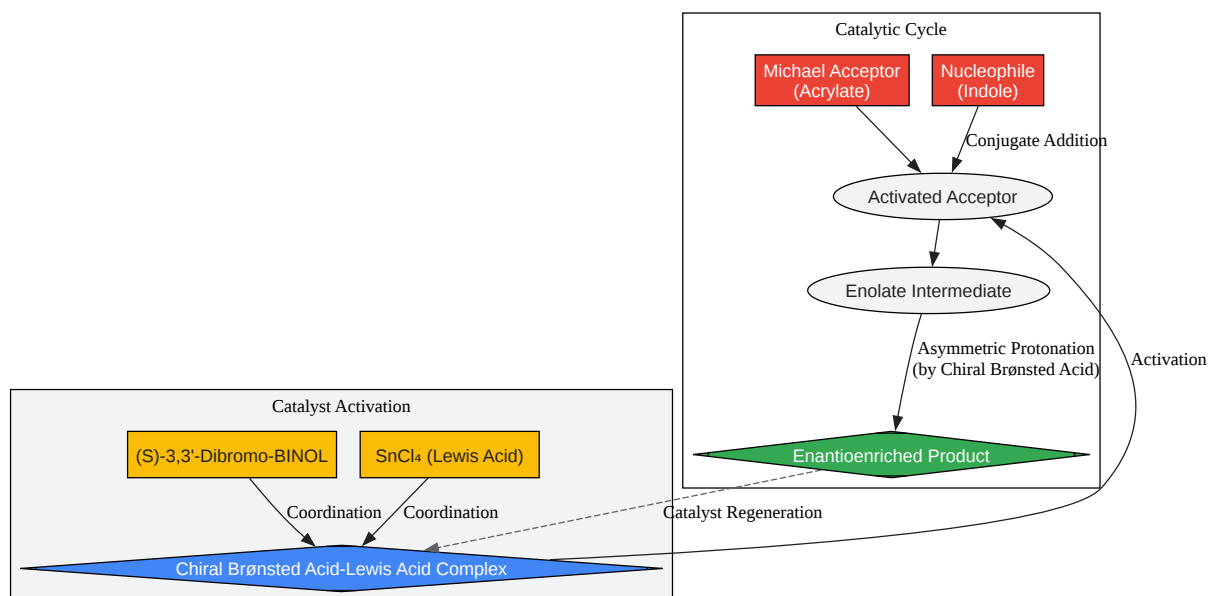 Catalytic Cycle
Michael Acceptor
(Acrylate)
Nucleophile
(Indole)
Conjugate Addition
Activated Acceptor
Enolate Intermediate
Asymmetric Protonation
(by Chiral Brønsted Acid)
Activation
Catalyst Activation
(S)-3,3'-Dibromo-BINOL
SnCl₄ (Lewis Acid)
Enantioenriched Product
Coordination
Coordination
Catalyst Regeneration
Chiral Brønsted Acid-Lewis Acid Complex